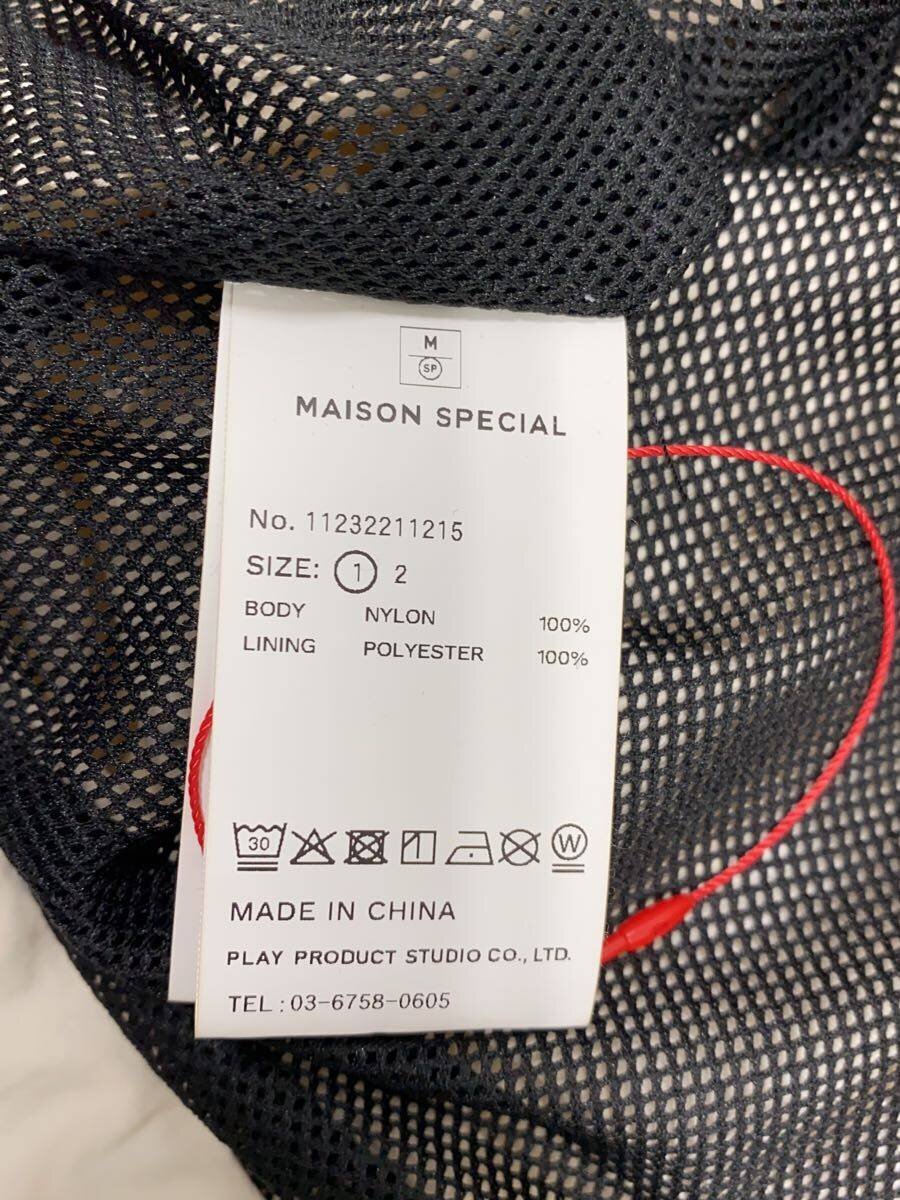 M
SP
MAISON SPECIAL
No. 11232211215
SIZE: 1 2
BODY NYLON 100%
LINING POLYESTER 100%
30
W
MADE IN CHINA
PLAY PRODUCT STUDIO CO., LTD.
TEL : 03-6758-0605